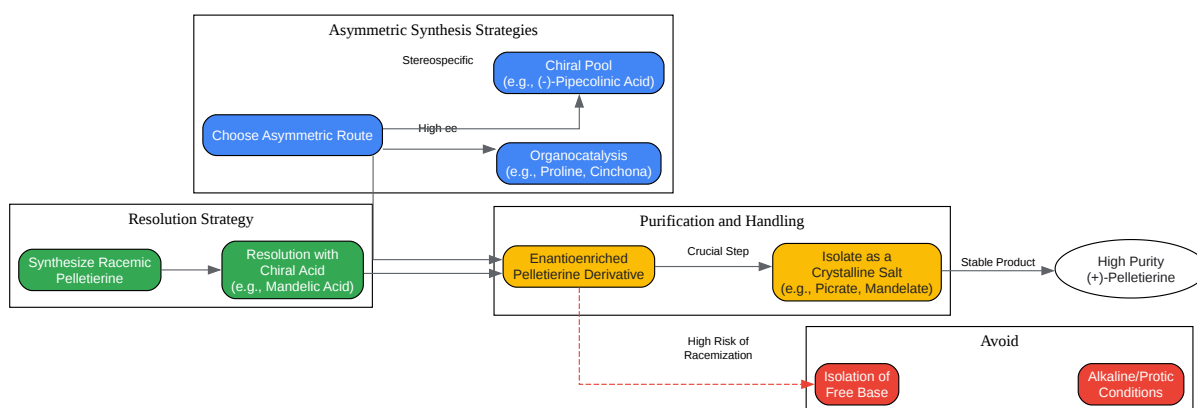 Asymmetric Synthesis Strategies
Stereospecific
Chiral Pool
(e.g., (-)-Pipecolinic Acid)
Choose Asymmetric Route
High ee
Organocatalysis
(e.g., Proline, Cinchona)
Resolution Strategy
Synthesize Racemic
Pelletierine
Resolution with
Chiral Acid
(e.g., Mandelic Acid)
Purification and Handling
Enantioenriched
Pelletierine Derivative
Crucial Step
Isolate as a
Crystalline Salt
(e.g., Picrate, Mandelate)
Stable Product
High Purity
(+)-Pelletierine
High Risk of
Racemization
Avoid
Isolation of
Free Base
Alkaline/Protic
Conditions